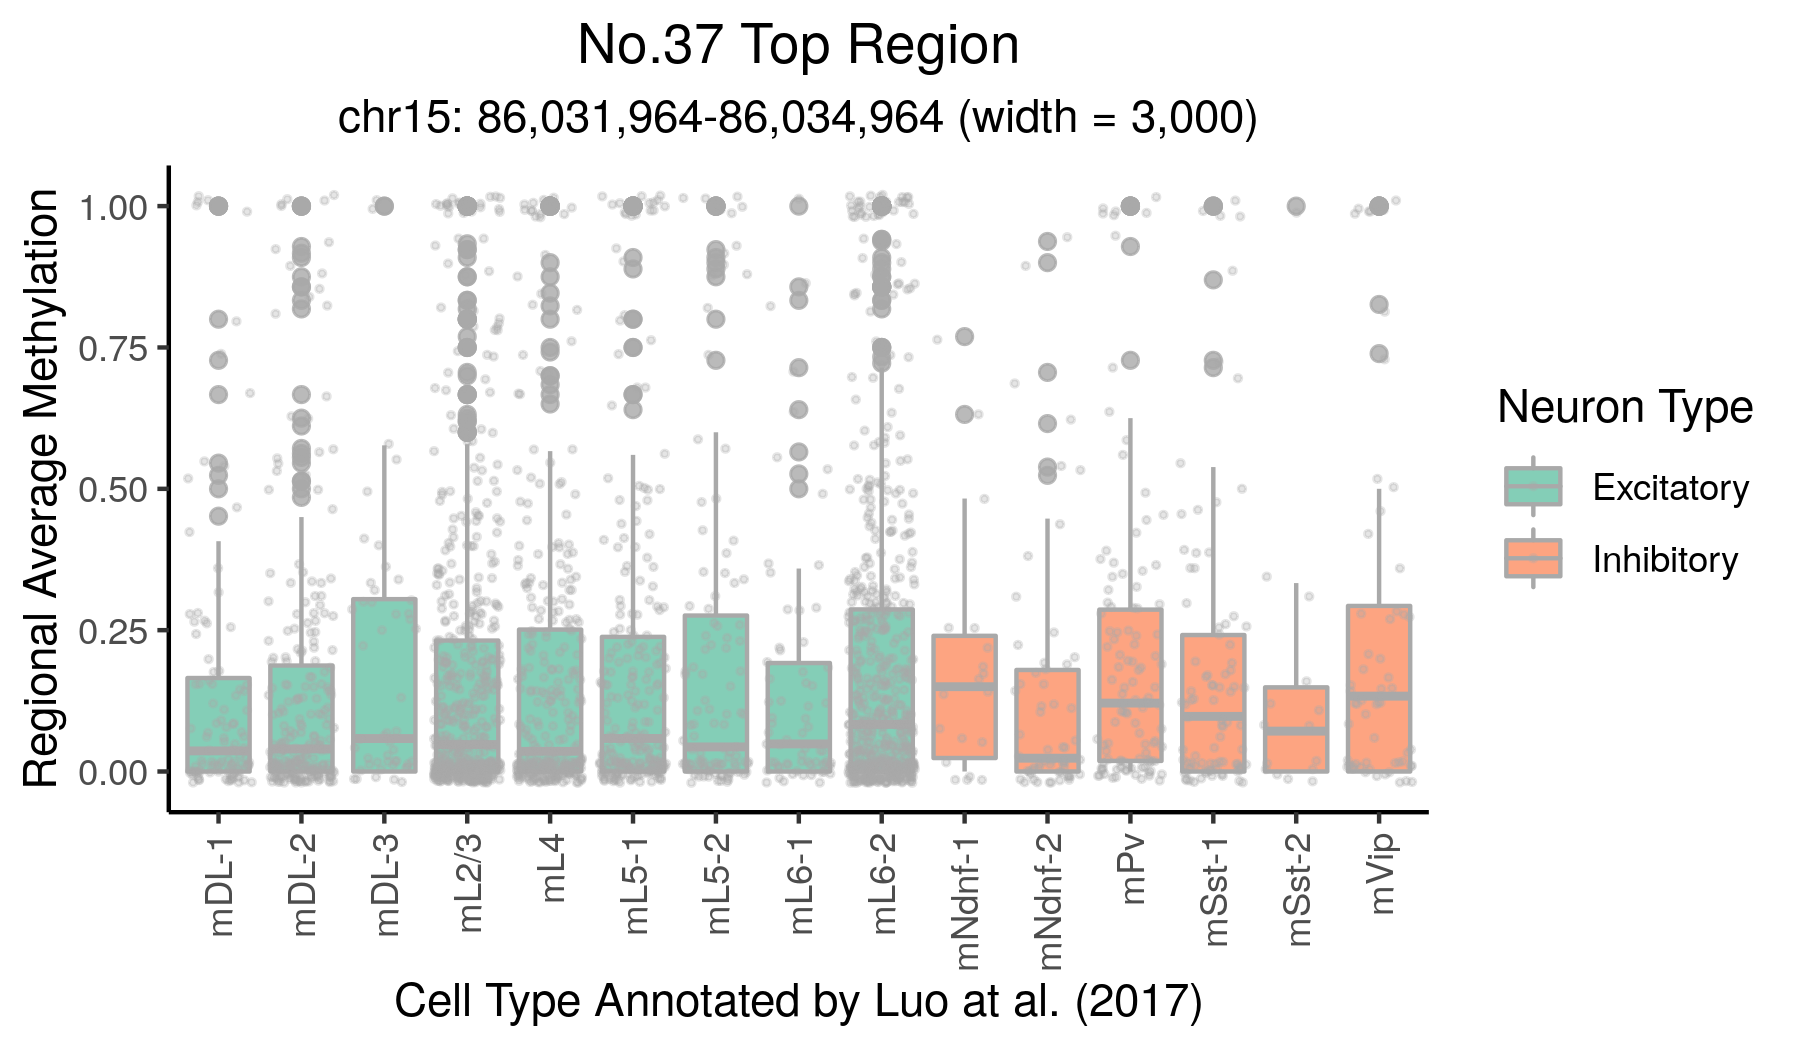 No.37 Top Region
chr15: 86,031,964-86,034,964 (width = 3,000)
Regional Average Methylation
1.00
0.75
0.50
0.25
0.00
mDL-1
mDL-2
mDL-3
mL2/3
mL4
mL5-1
mL5-2
mL6-1
mL6-2
mNdnf-1
mNdnf-2
mPv
mSst-1
mSst-2
mVip
Cell Type Annotated by Luo at al. (2017)
Neuron Type
Excitatory
Inhibitory